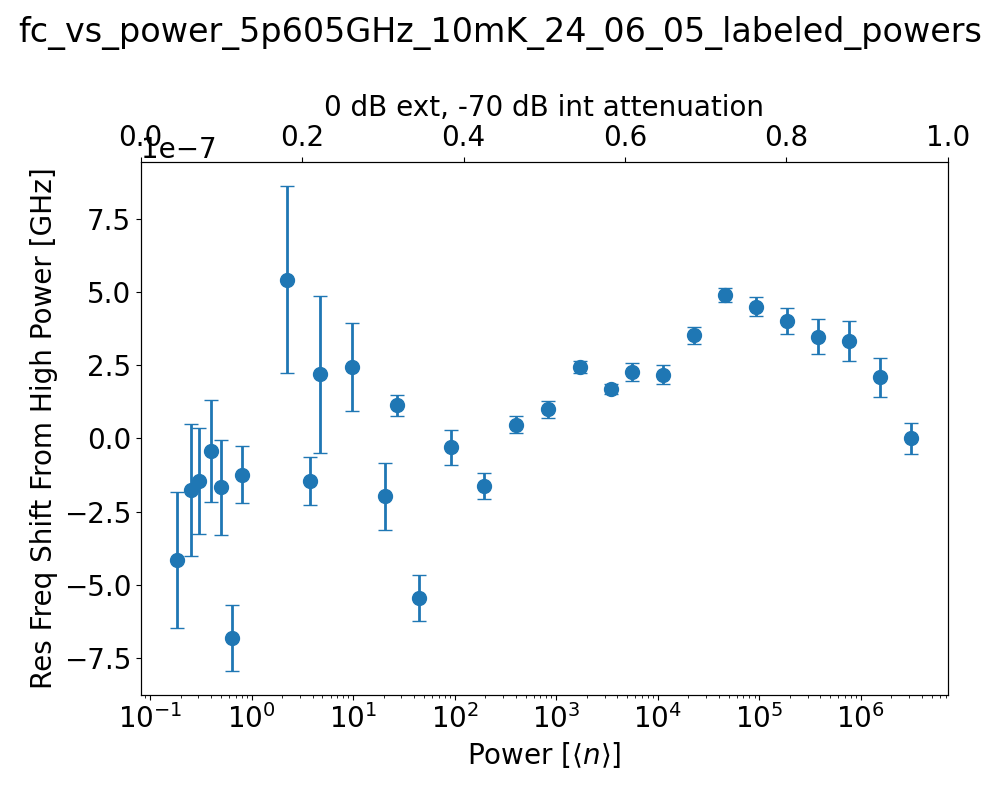 fc_vs_power_5p605GHz_10mK_24_06_05_labeled_powers
0 dB ext, -70 dB int attenuation
0.0 0.2 0.4 0.6 0.8 1.0
1e−7
Res Freq Shift From High Power [GHz]
7.5
5.0
2.5
0.0
−2.5
−5.0
−7.5
10⁻¹ 10⁰ 10¹ 10² 10³ 10⁴ 10⁵ 10⁶
Power [⟨n⟩]